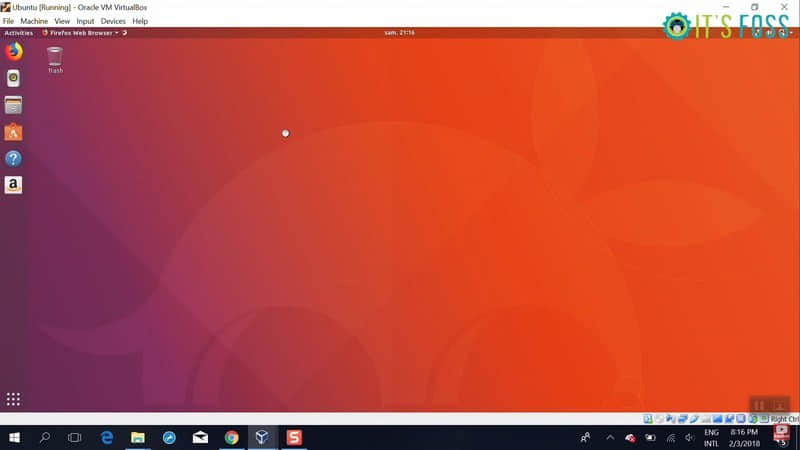 Ubuntu [Running] - Oracle VM VirtualBox
File Machine View Input Devices Help
IT'S FOSS
Activities Firefox Web Browser sam. 21:16
Trash
Right Ctrl
ENG
INTL
8:16 PM
2/3/2018
5